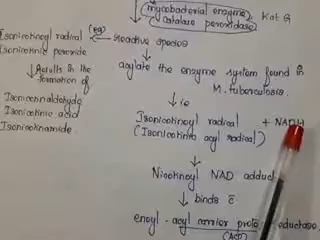 mycobacterial enzyme
catalase peroxidase Kat G
Isonicotinoyl radical (eg) reactive species
Isonicotinic peroxide
acylate the enzyme system found in
M. tuberculosis.
Results in the
formation of
ie
Isonicotinaldehyde
Isonicotinic acid
Isonicotinamide.
Isonicotinoyl radical + NADH
(Isonicotinic acyl radical)
Nicotinoyl NAD adduct
binds c̄
enoyl-acyl carrier prote eductase.
(ACP)